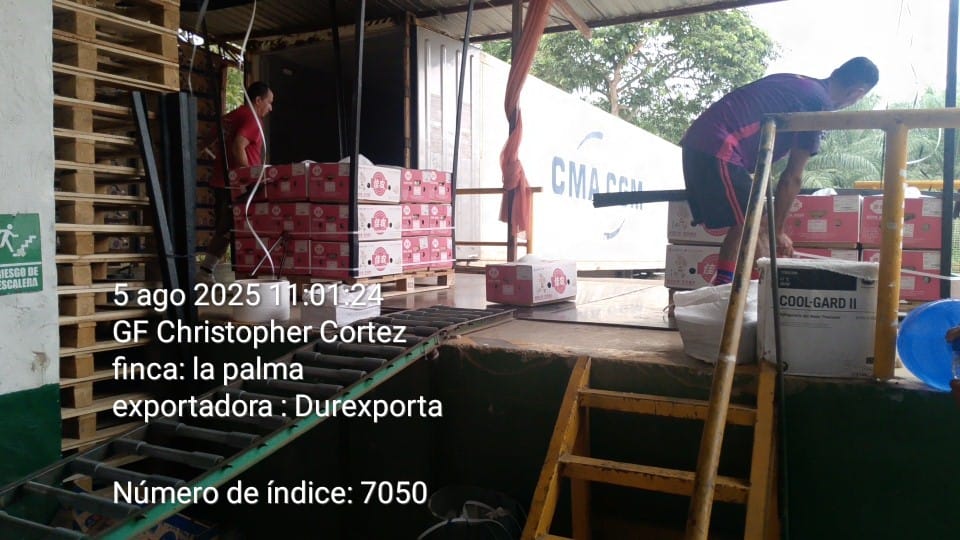 RIESGO DE
ESCALERA
CMA CGM
COOL-GARD II
5 ago 2025 11:01:24
GF Christopher Cortez
finca: la palma
exportadora : Durexporta
Número de índice: 7050